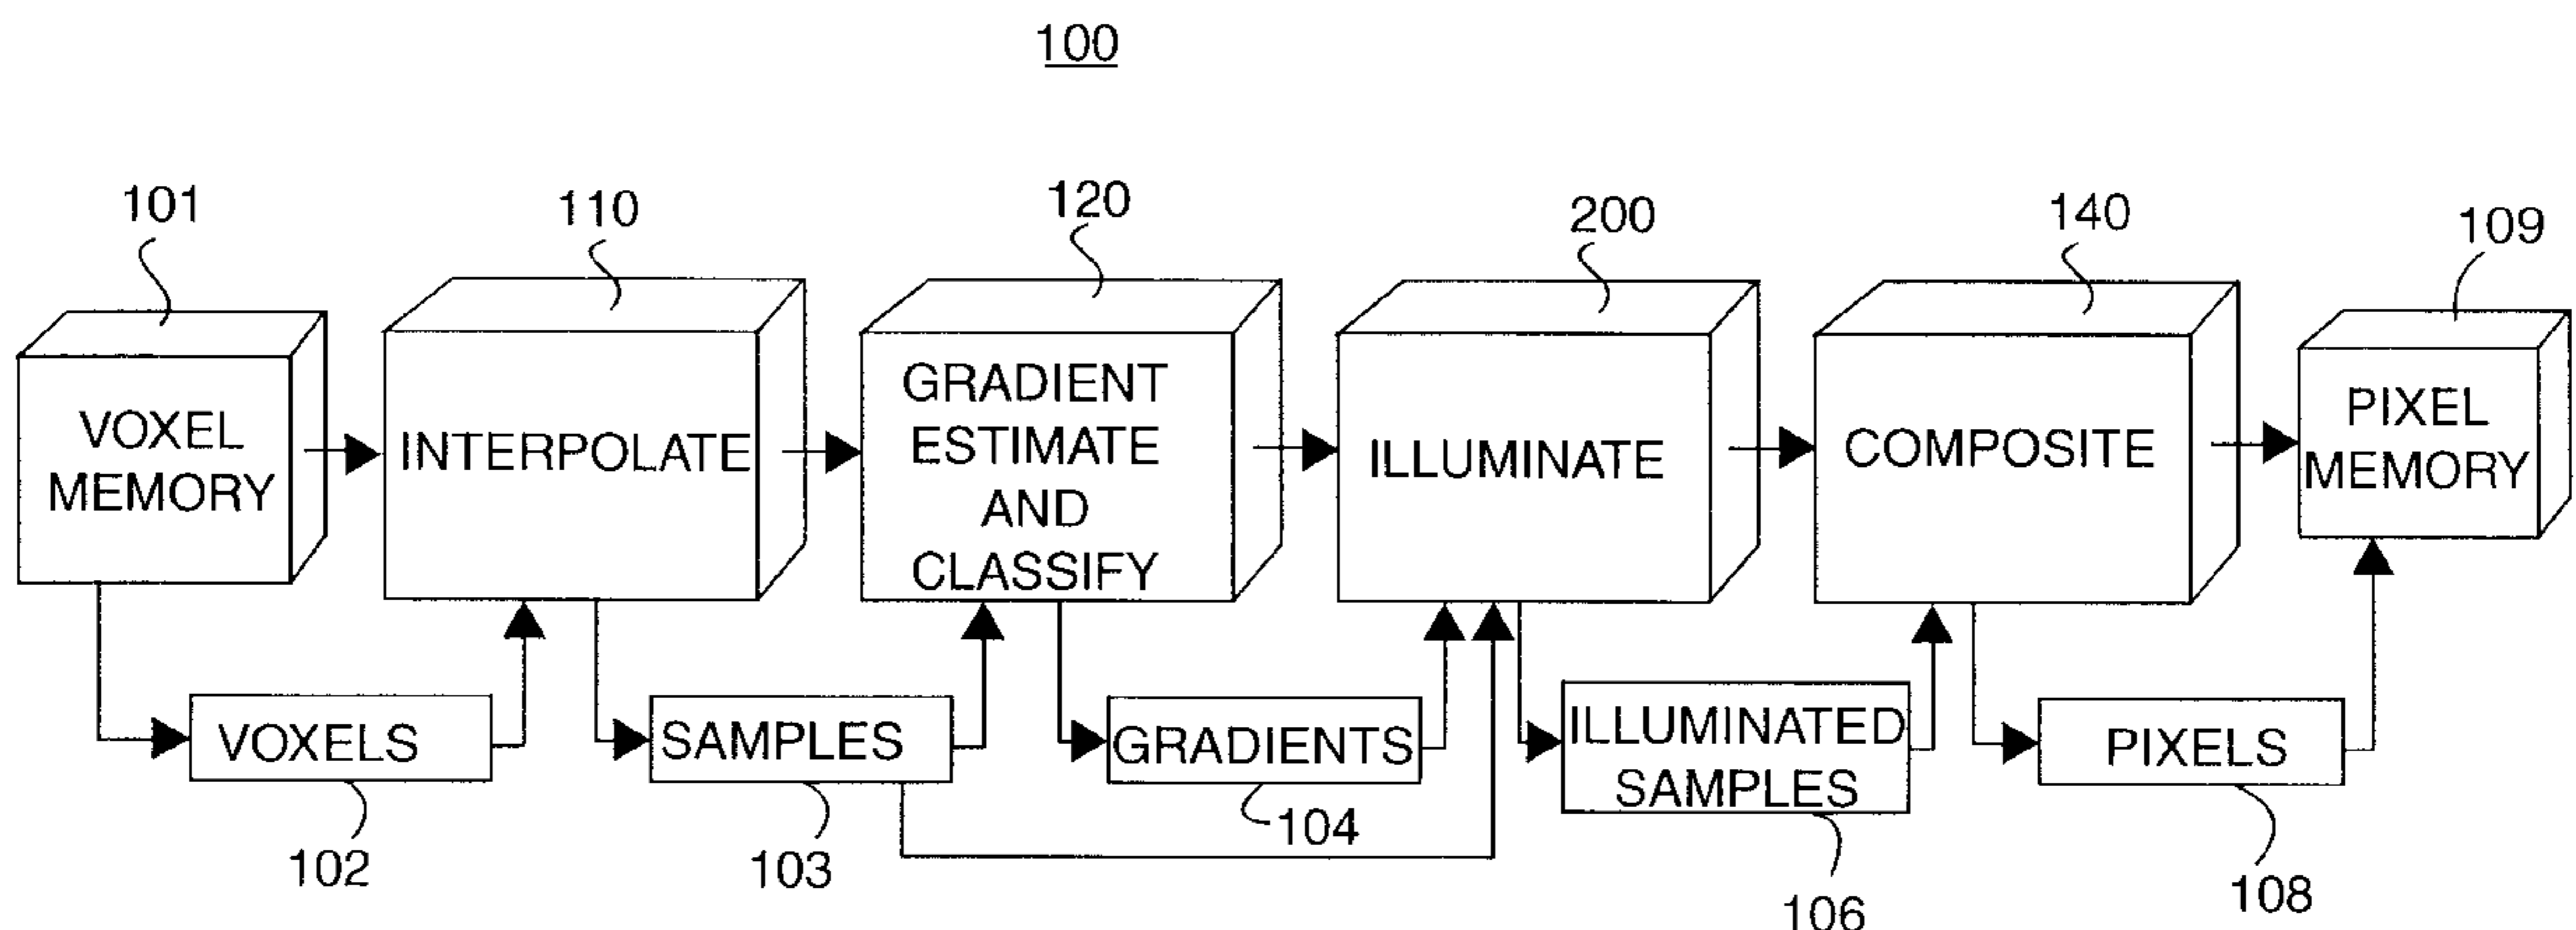 100
101
110
120
200
140
109
VOXEL
MEMORY
INTERPOLATE
GRADIENT
ESTIMATE
AND
CLASSIFY
ILLUMINATE
COMPOSITE
PIXEL
MEMORY
VOXELS
SAMPLES
GRADIENTS
ILLUMINATED
SAMPLES
PIXELS
102
103
104
106
108